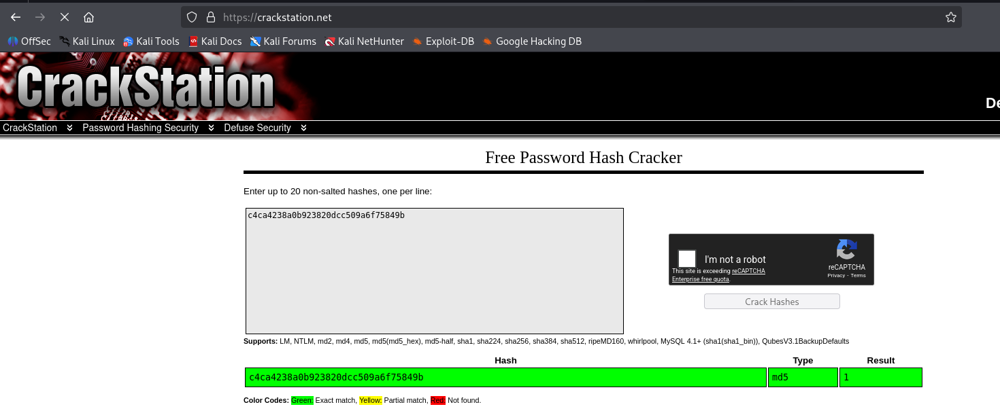 https://crackstation.net
OffSec Kali Linux Kali Tools Kali Docs Kali Forums Kali NetHunter Exploit-DB Google Hacking DB
CrackStation
De
CrackStation Password Hashing Security Defuse Security
Free Password Hash Cracker
Enter up to 20 non-salted hashes, one per line:
c4ca4238a0b923820dcc509a6f75849b
I'm not a robot
This site is exceeding reCAPTCHA
Enterprise free quota.
reCAPTCHA
Privacy - Terms
Crack Hashes
Supports: LM, NTLM, md2, md4, md5, md5(md5_hex), md5-half, sha1, sha224, sha256, sha384, sha512, ripeMD160, whirlpool, MySQL 4.1+ (sha1(sha1_bin)), QubesV3.1BackupDefaults
Hash Type Result
c4ca4238a0b923820dcc509a6f75849b md5 1
Color Codes: Green: Exact match, Yellow: Partial match, Red: Not found.